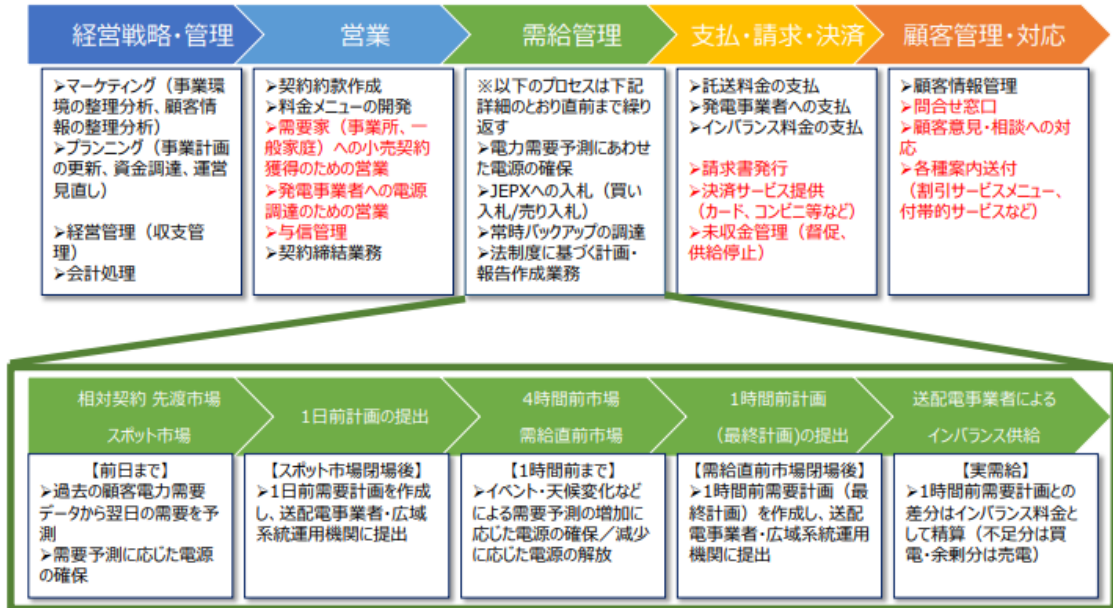 経営戦略・管理
営業
需給管理
支払・請求・決済
顧客管理・対応
➢マーケティング（事業環
境の整理分析、顧客情
報の整理分析）
➢プランニング（事業計画
の更新、資金調達、運営
見直し）
➢経営管理（収支管
理）
➢会計処理
➢契約約款作成
➢料金メニューの開発
➢需要家（事業所、一
般家庭）への小売契約
獲得のための営業
➢発電事業者への電源
調達のための営業
➢与信管理
➢契約締結業務
※以下のプロセスは下記
詳細のとおり直前まで繰り
返す
➢電力需要予測にあわせ
た電源の確保
➢JEPXへの入札（買い
入札/売り入札）
➢常時バックアップの調達
➢法制度に基づく計画・
報告作成業務
➢託送料金の支払
➢発電事業者への支払
➢インバランス料金の支払
➢請求書発行
➢決済サービス提供
（カード、コンビニ等など）
➢未収金管理（督促、
供給停止）
➢顧客情報管理
➢問合せ窓口
➢顧客意見・相談への対
応
➢各種案内送付
（割引サービスメニュー、
付帯的サービスなど）
相対契約 先渡市場
スポット市場
1日前計画の提出
4時間前市場
需給直前市場
1時間前計画
(最終計画)の提出
送配電事業者による
インバランス供給
【前日まで】
➢過去の顧客電力需要
データから翌日の需要を予
測
➢需要予測に応じた電源
の確保
【スポット市場閉場後】
➢1日前需要計画を作成
し、送配電事業者・広域
系統運用機関に提出
【1時間前まで】
➢イベント・天候変化など
による需要予測の増加に
応じた電源の確保／減少
に応じた電源の解放
【需給直前市場閉場後】
➢1時間前需要計画（最
終計画）を作成し、送配
電事業者・広域系統運用
機関に提出
【実需給】
➢1時間前需要計画との
差分はインバランス料金と
して精算（不足分は買
電・余剰分は売電）